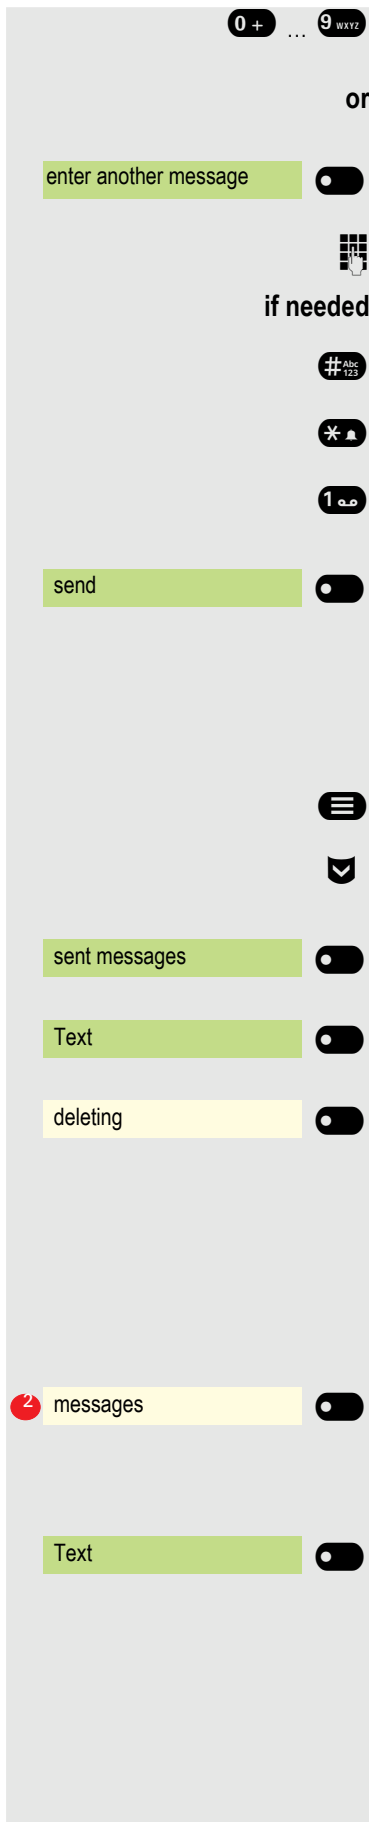 0 + ... 9 WXYZ
or
enter another message
if needed
# Abc 123
*
1
send
sent messages
Text
deleting
2 messages
Text